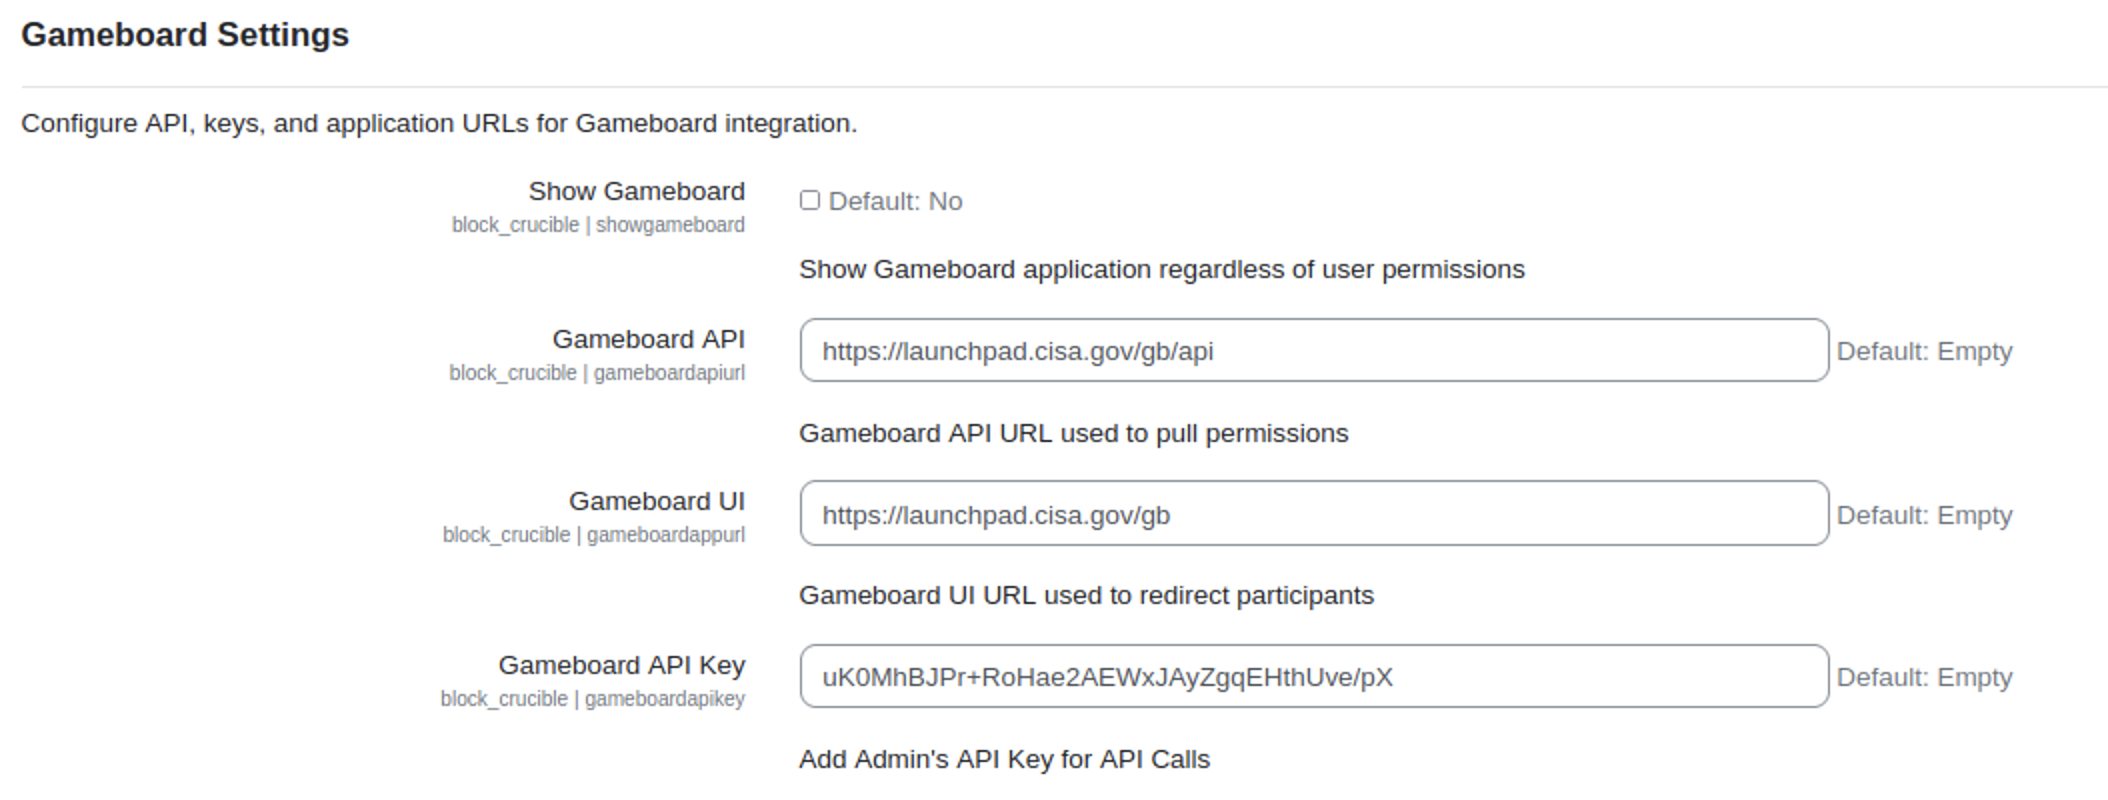 Gameboard Settings
Configure API, keys, and application URLs for Gameboard integration.
Show Gameboard
block_crucible | showgameboard
Default: No
Show Gameboard application regardless of user permissions
Gameboard API
block_crucible | gameboardapiurl
https://launchpad.cisa.gov/gb/api
Default: Empty
Gameboard API URL used to pull permissions
Gameboard UI
block_crucible | gameboardappurl
https://launchpad.cisa.gov/gb
Default: Empty
Gameboard UI URL used to redirect participants
Gameboard API Key
block_crucible | gameboardapikey
uK0MhBJPr+RoHae2AEWxJAyZgqEHthUve/pX
Default: Empty
Add Admin's API Key for API Calls